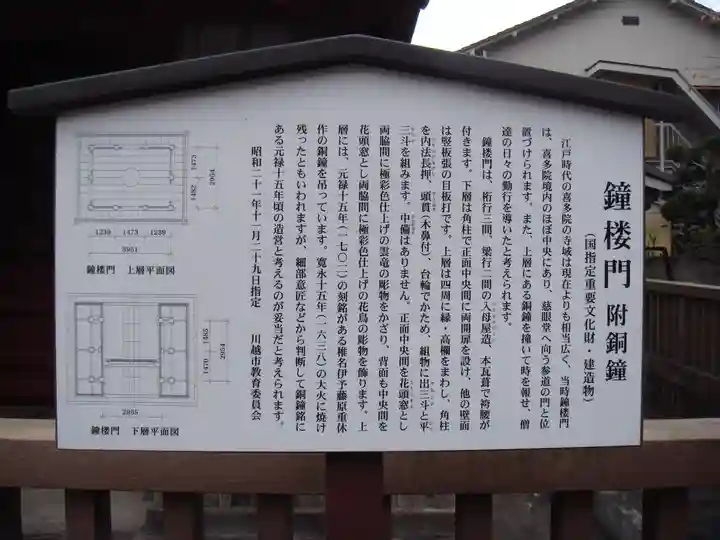 鐘楼門 附銅鐘
(国指定重要文化財・建造物)
江戸時代の喜多院の寺域は現在よりも相当広く、当時鐘楼門
は、喜多院境内のほぼ中央にあり、慈眼堂へ向う参道の門と位
置づけられます。また、上層にある銅鐘を撞いて時を報せ、僧
達の日々の勤行を導いたと考えられます。
鐘楼門は、桁行三間、梁行二間の入母屋造、本瓦葺で袴腰が
付きます。下層は角柱で正面中央間に両開扉を設け、他の壁面
は竪板張の目板打です。上層は四周に縁・高欄をまわし、角柱
を内法長押、頭貫(木鼻付)、台輪でかため、組物に出三斗と平
三斗を組みます。中備はありません。正面中央間を花頭窓とし
両脇間に極彩色仕上げの雲竜の彫物をかざり、背面も中央間を
花頭窓とし両脇間に極彩色仕上げの花鳥の彫物を飾ります。上
層には、元禄十五年(一七〇二)の刻銘がある椎名伊予藤原重休
作の銅鐘を吊っています。寛永十五年(一六三八)の大火に焼け
残ったともいわれますが、細部意匠などから判断して銅鐘銘に
ある元禄十五年頃の造営と考えるのが妥当だと考えられます。
昭和二十一年十一月二十九日指定 川越市教育委員会
1473
1482
2954
1239 1473 1239
3951
鐘楼門 上層平面図
1485
1470
2954
2955
鐘楼門 下層平面図